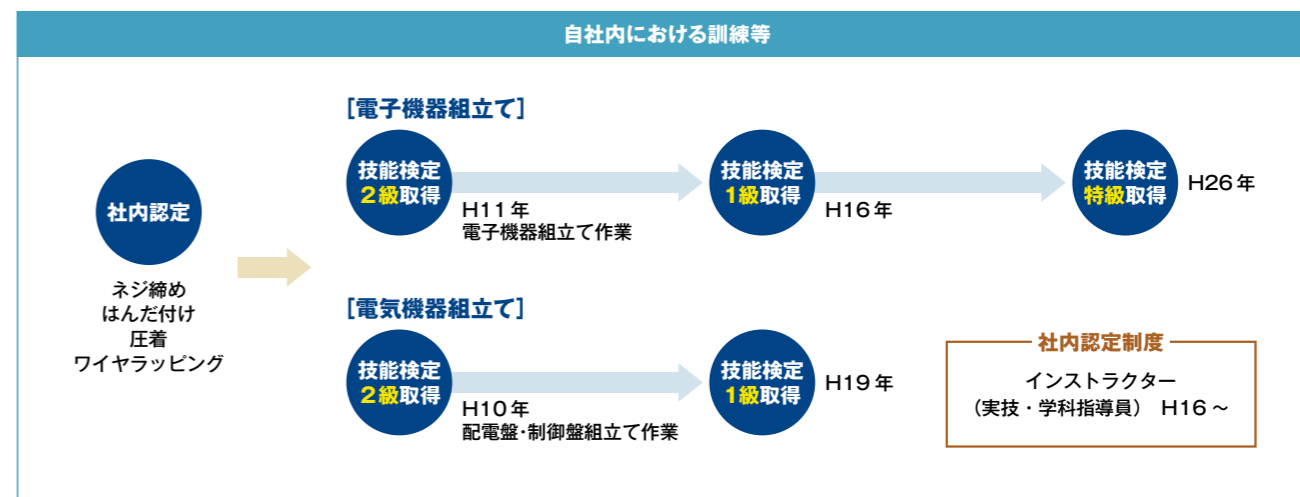 自社内における訓練等
社内認定
ネジ締め
はんだ付け
圧着
ワイヤラッピング
[電子機器組立て]
技能検定
2級取得
H11年
電子機器組立て作業
技能検定
1級取得
H16年
技能検定
特級取得
H26年
[電気機器組立て]
技能検定
2級取得
H10年
配電盤・制御盤組立て作業
技能検定
1級取得
H19年
社内認定制度
インストラクター
（実技・学科指導員） H16～